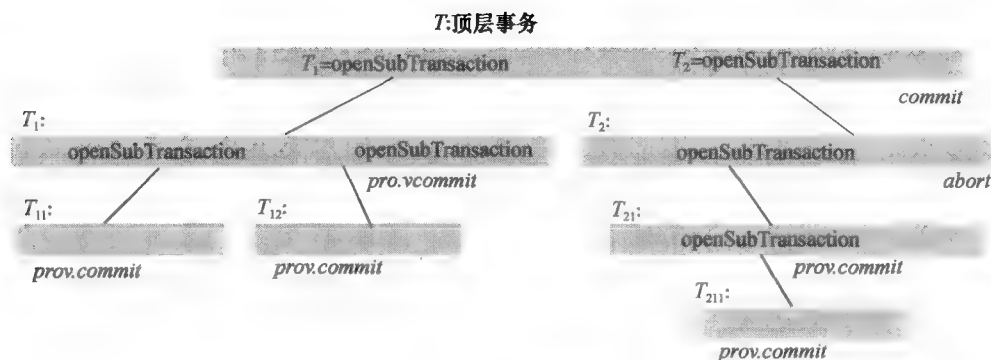 T:顶层事务
T₁=openSubTransaction T₂=openSubTransaction
commit
T₁: T₂:
openSubTransaction openSubTransaction openSubTransaction
pro.vcommit abort
T₁₁: T₁₂: T₂₁:
openSubTransaction
prov.commit prov.commit prov.commit
T₂₁₁:
prov.commit